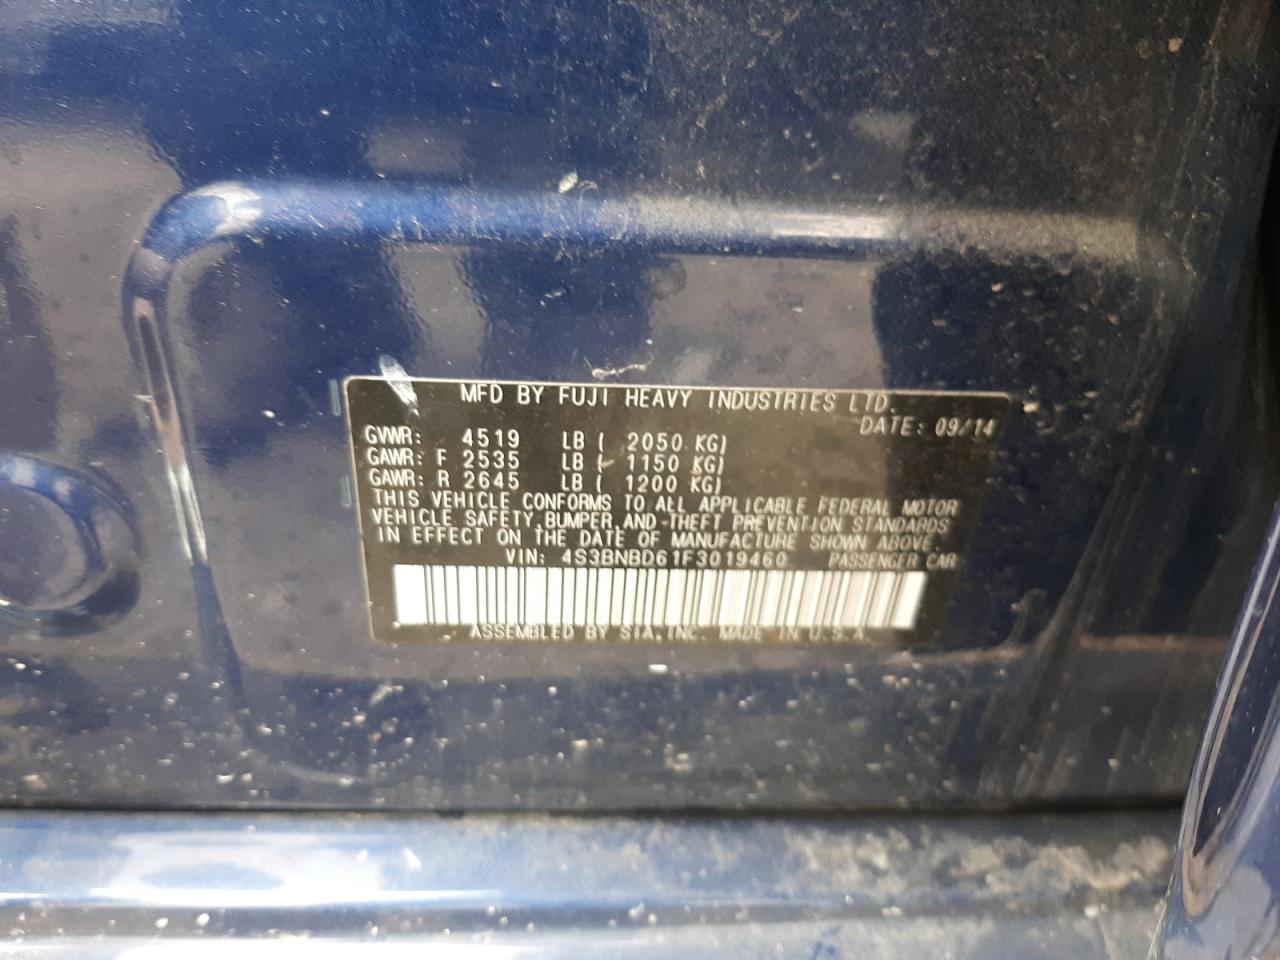 MFD BY FUJI HEAVY INDUSTRIES LTD.
DATE: 09/14
GVWR: 4519 LB ( 2050 KG)
GAWR: F 2535 LB ( 1150 KG)
GAWR: R 2645 LB ( 1200 KG)
THIS VEHICLE CONFORMS TO ALL APPLICABLE FEDERAL MOTOR
VEHICLE SAFETY, BUMPER, AND THEFT PREVENTION STANDARDS
IN EFFECT ON THE DATE OF MANUFACTURE SHOWN ABOVE.
VIN: 4S3BNBD61F3019460 PASSENGER CAR
ASSEMBLED BY SIA, INC. MADE IN U.S.A.